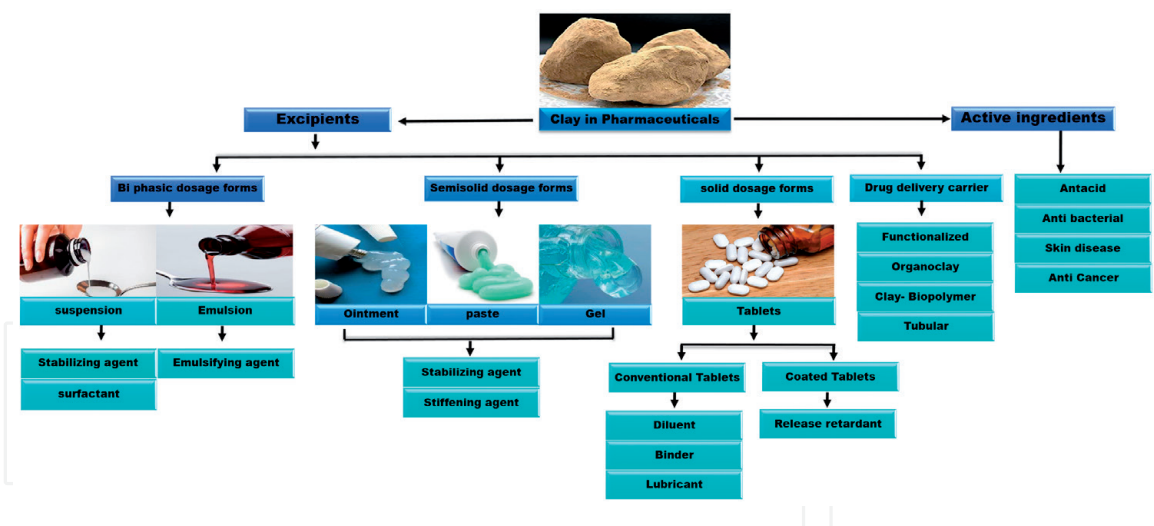 Clay in Pharmaceuticals
Excipients
Active ingredients
BI phasic dosage forms
Semisolid dosage forms
solid dosage forms
Drug delivery carrier
Antacid
Anti bacterial
Skin disease
Anti Cancer
Functionalized
Organoclay
Clay- Biopolymer
Tubular
suspension
Emulsion
Ointment
paste
Gel
Tablets
Stabilizing agent
surfactant
Emulsifying agent
Stabilizing agent
Stiffening agent
Conventional Tablets
Coated Tablets
Diluent
Binder
Lubricant
Release retardant